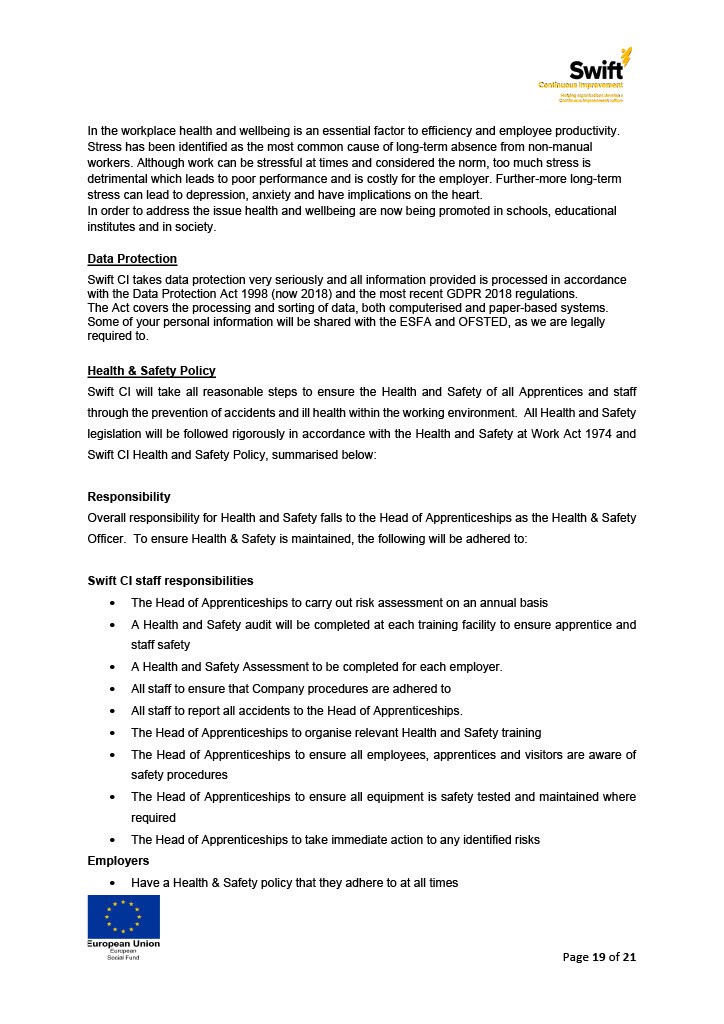 Swift
Continuous Improvement
Helping organisations develop a
Continuous Improvement culture
In the workplace health and wellbeing is an essential factor to efficiency and employee productivity.
Stress has been identified as the most common cause of long-term absence from non-manual
workers. Although work can be stressful at times and considered the norm, too much stress is
detrimental which leads to poor performance and is costly for the employer. Further-more long-term
stress can lead to depression, anxiety and have implications on the heart.
In order to address the issue health and wellbeing are now being promoted in schools, educational
institutes and in society.
Data Protection
Swift CI takes data protection very seriously and all information provided is processed in accordance
with the Data Protection Act 1998 (now 2018) and the most recent GDPR 2018 regulations.
The Act covers the processing and sorting of data, both computerised and paper-based systems.
Some of your personal information will be shared with the ESFA and OFSTED, as we are legally
required to.
Health & Safety Policy
Swift CI will take all reasonable steps to ensure the Health and Safety of all Apprentices and staff
through the prevention of accidents and ill health within the working environment.  All Health and Safety
legislation will be followed rigorously in accordance with the Health and Safety at Work Act 1974 and
Swift CI Health and Safety Policy, summarised below:
Responsibility
Overall responsibility for Health and Safety falls to the Head of Apprenticeships as the Health & Safety
Officer.  To ensure Health & Safety is maintained, the following will be adhered to:
Swift CI staff responsibilities
• The Head of Apprenticeships to carry out risk assessment on an annual basis
• A Health and Safety audit will be completed at each training facility to ensure apprentice and
staff safety
• A Health and Safety Assessment to be completed for each employer.
• All staff to ensure that Company procedures are adhered to
• All staff to report all accidents to the Head of Apprenticeships.
• The Head of Apprenticeships to organise relevant Health and Safety training
• The Head of Apprenticeships to ensure all employees, apprentices and visitors are aware of
safety procedures
• The Head of Apprenticeships to ensure all equipment is safety tested and maintained where
required
• The Head of Apprenticeships to take immediate action to any identified risks
Employers
• Have a Health & Safety policy that they adhere to at all times
European Union
European
Social Fund
Page 19 of 21